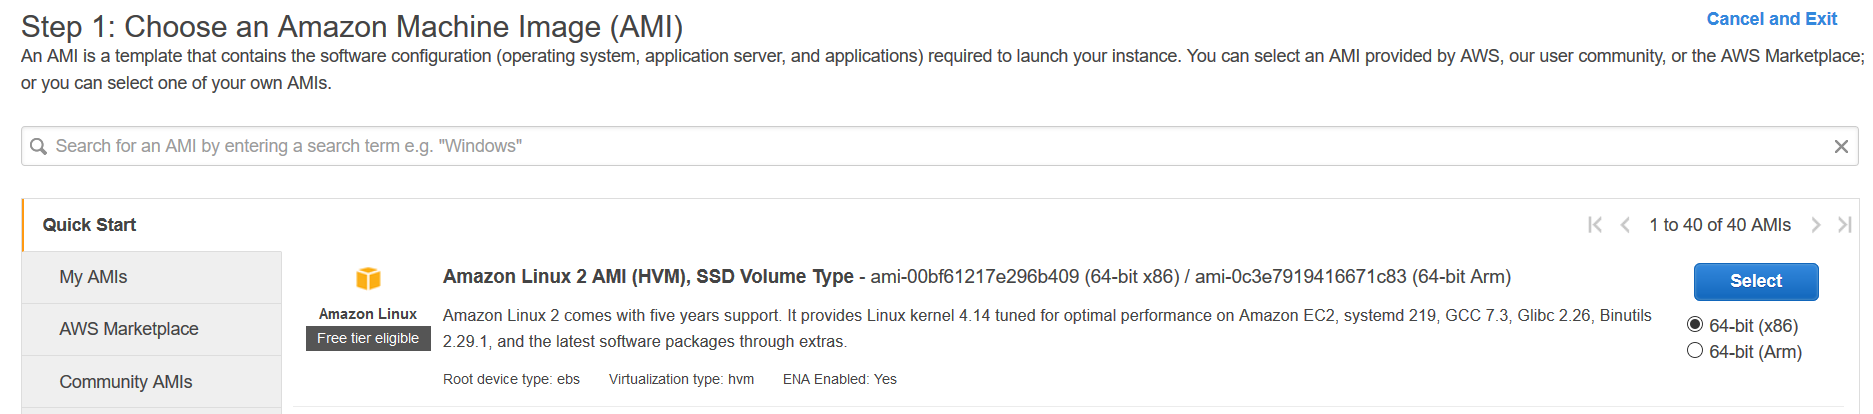 Step 1: Choose an Amazon Machine Image (AMI)
Cancel and Exit
An AMI is a template that contains the software configuration (operating system, application server, and applications) required to launch your instance. You can select an AMI provided by AWS, our user community, or the AWS Marketplace;
or you can select one of your own AMIs.
Search for an AMI by entering a search term e.g. "Windows"
Quick Start
1 to 40 of 40 AMIs
My AMIs
AWS Marketplace
Community AMIs
Amazon Linux
Free tier eligible
Amazon Linux 2 AMI (HVM), SSD Volume Type - ami-00bf61217e296b409 (64-bit x86) / ami-0c3e7919416671c83 (64-bit Arm)
Amazon Linux 2 comes with five years support. It provides Linux kernel 4.14 tuned for optimal performance on Amazon EC2, systemd 219, GCC 7.3, Glibc 2.26, Binutils
2.29.1, and the latest software packages through extras.
Root device type: ebs Virtualization type: hvm ENA Enabled: Yes
Select
64-bit (x86)
64-bit (Arm)